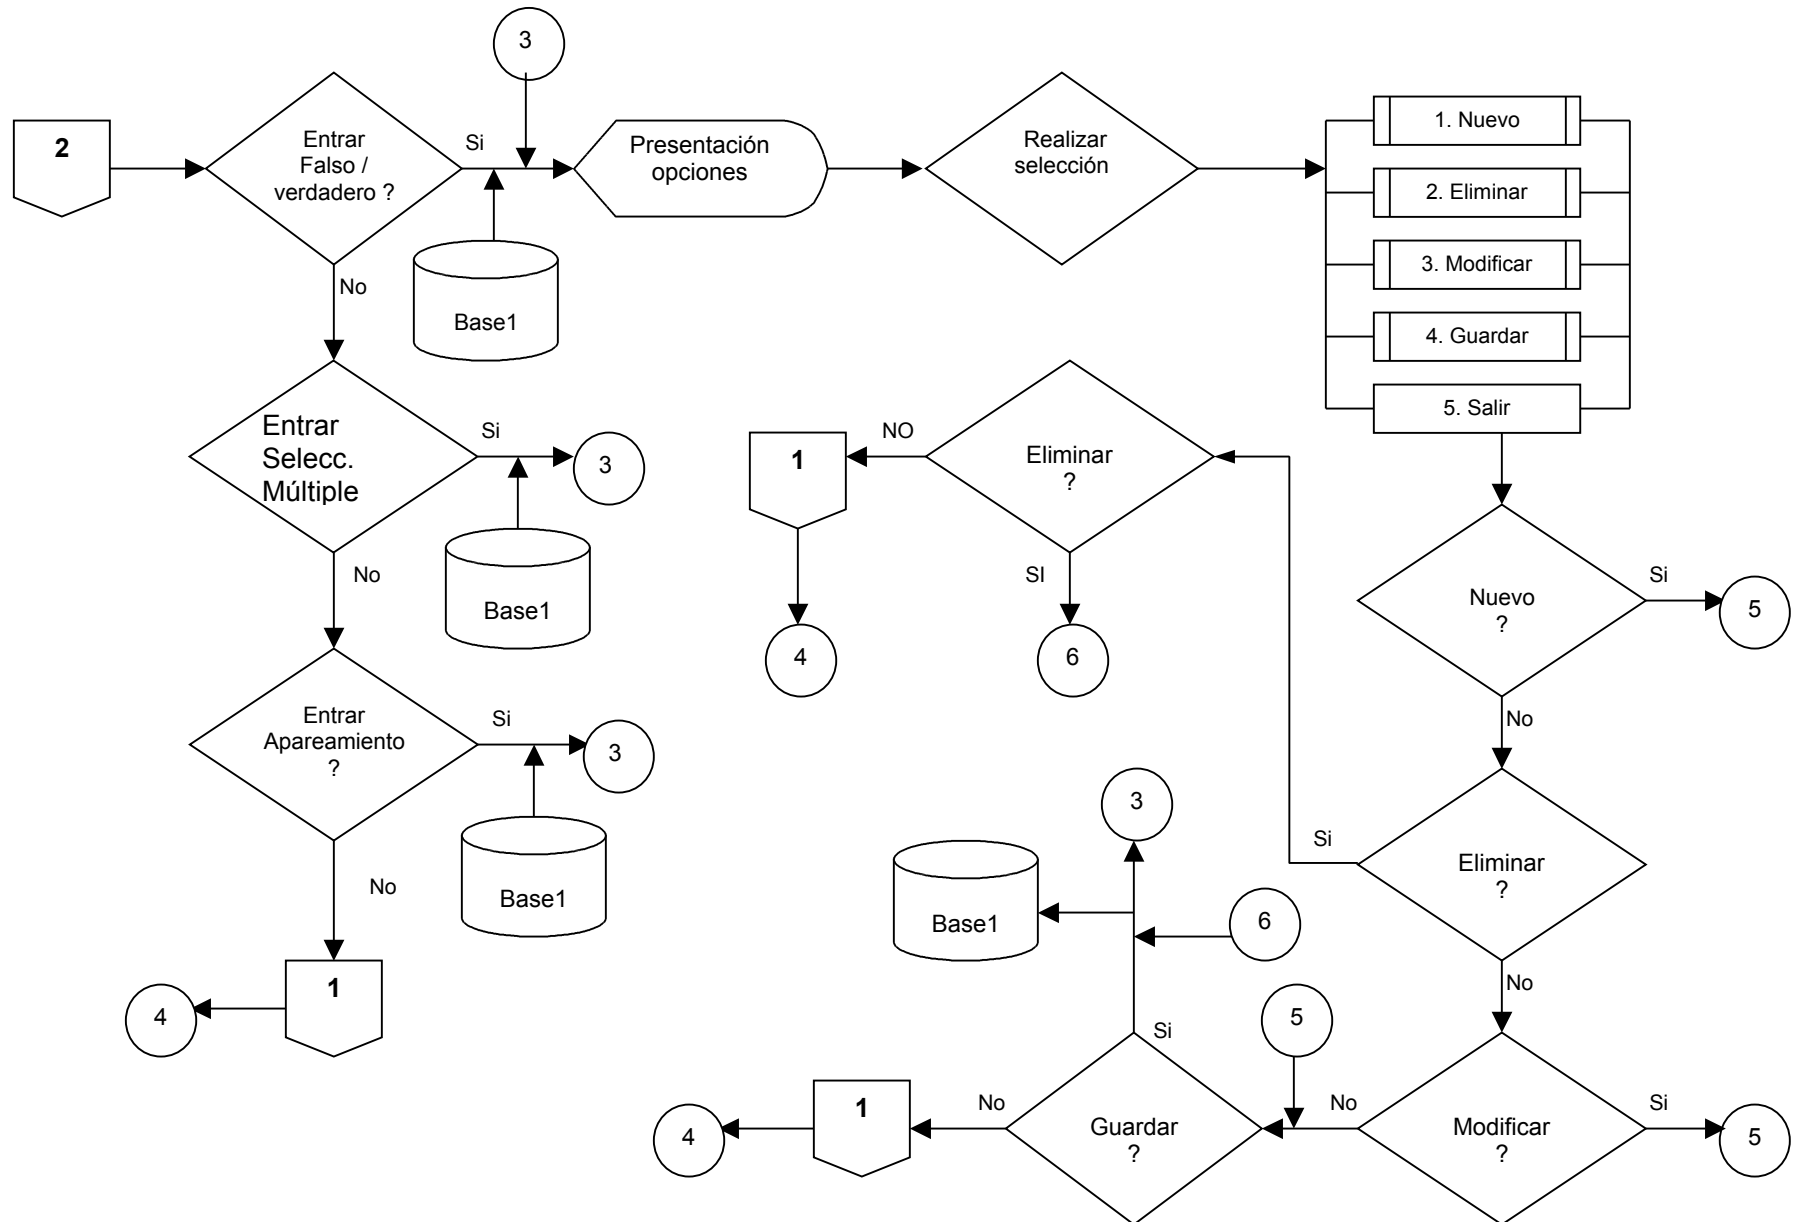 3
2
Entrar
Falso /
verdadero ?
Si
Presentación
opciones
Realizar
selección
1. Nuevo
2. Eliminar
3. Modificar
4. Guardar
5. Salir
No
Base1
Entrar
Selecc.
Múltiple
Si
3
No
Base1
NO
1
Eliminar
?
SI
4
6
Nuevo
?
Si
5
No
Entrar
Apareamiento
?
Si
3
No
Base1
1
4
3
Base1
6
Si
Eliminar
?
No
5
Si
1
No
4
Guardar
?
No
Modificar
?
Si
5